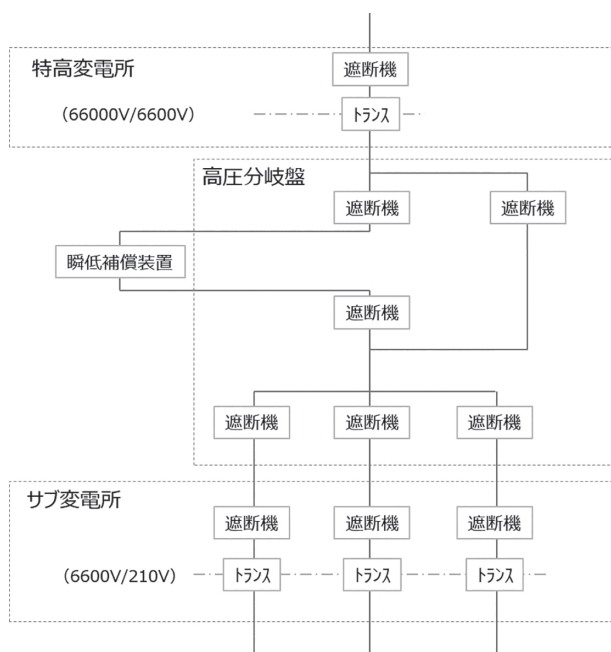 特高変電所
遮断機
(66000V/6600V)
トランス
高圧分岐盤
遮断機
遮断機
瞬低補償装置
遮断機
遮断機
遮断機
遮断機
サブ変電所
遮断機
遮断機
遮断機
(6600V/210V)
トランス
トランス
トランス